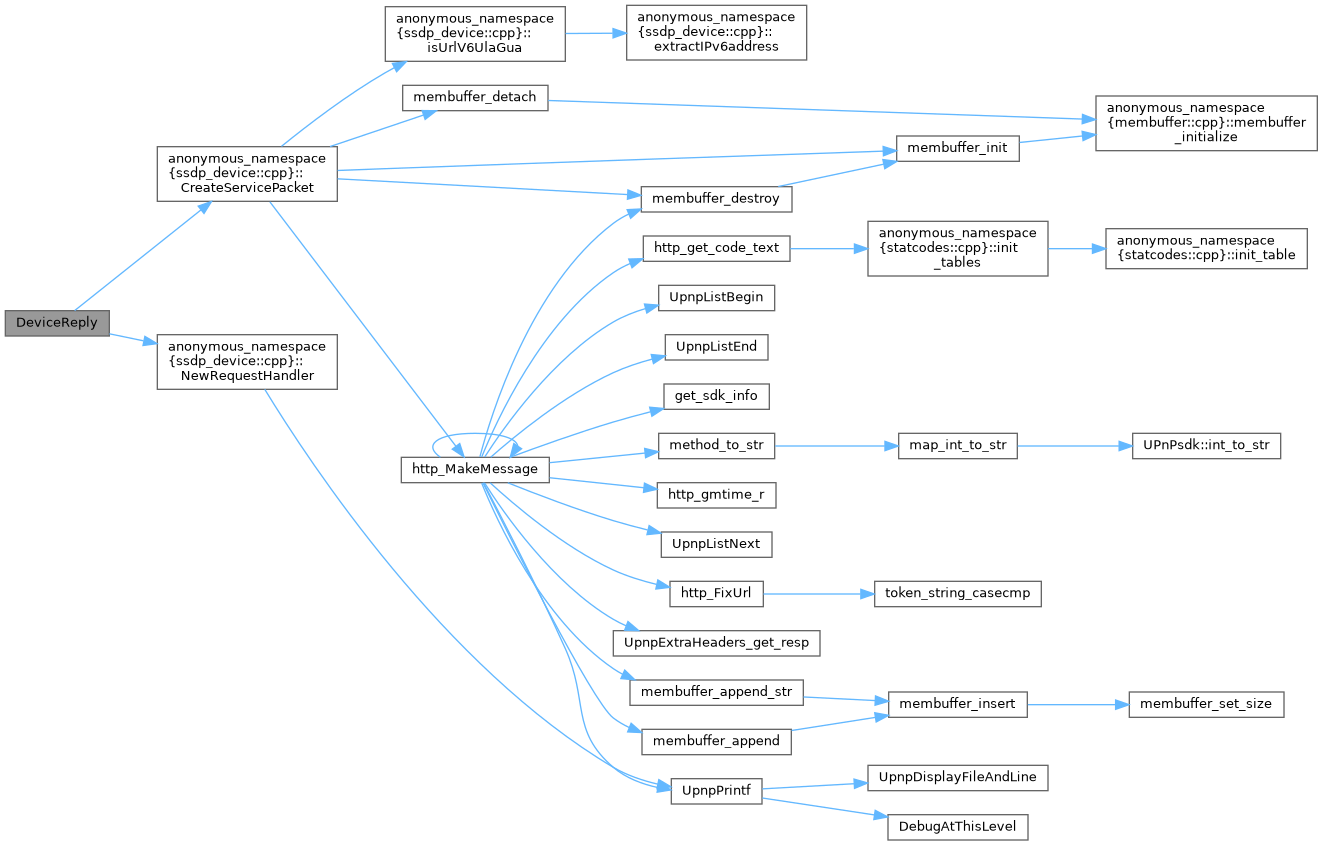 anonymous_namespace
{ssdp_device::cpp}::
isUrlV6UlaGua
anonymous_namespace
{ssdp_device::cpp}::
extractIPv6address
membuffer_detach
anonymous_namespace
{membuffer::cpp}::membuffer
_initialize
anonymous_namespace
{ssdp_device::cpp}::
CreateServicePacket
membuffer_init
membuffer_destroy
http_get_code_text
anonymous_namespace
{statcodes::cpp}::init
_tables
anonymous_namespace
{statcodes::cpp}::init_table
UpnpListBegin
DeviceReply
UpnpListEnd
anonymous_namespace
{ssdp_device::cpp}::
NewRequestHandler
get_sdk_info
method_to_str
map_int_to_str
UPnPsdk::int_to_str
http_MakeMessage
http_gmtime_r
UpnpListNext
http_FixUrl
token_string_casecmp
UpnpExtraHeaders_get_resp
membuffer_append_str
membuffer_insert
membuffer_set_size
membuffer_append
UpnpPrintf
UpnpDisplayFileAndLine
DebugAtThisLevel